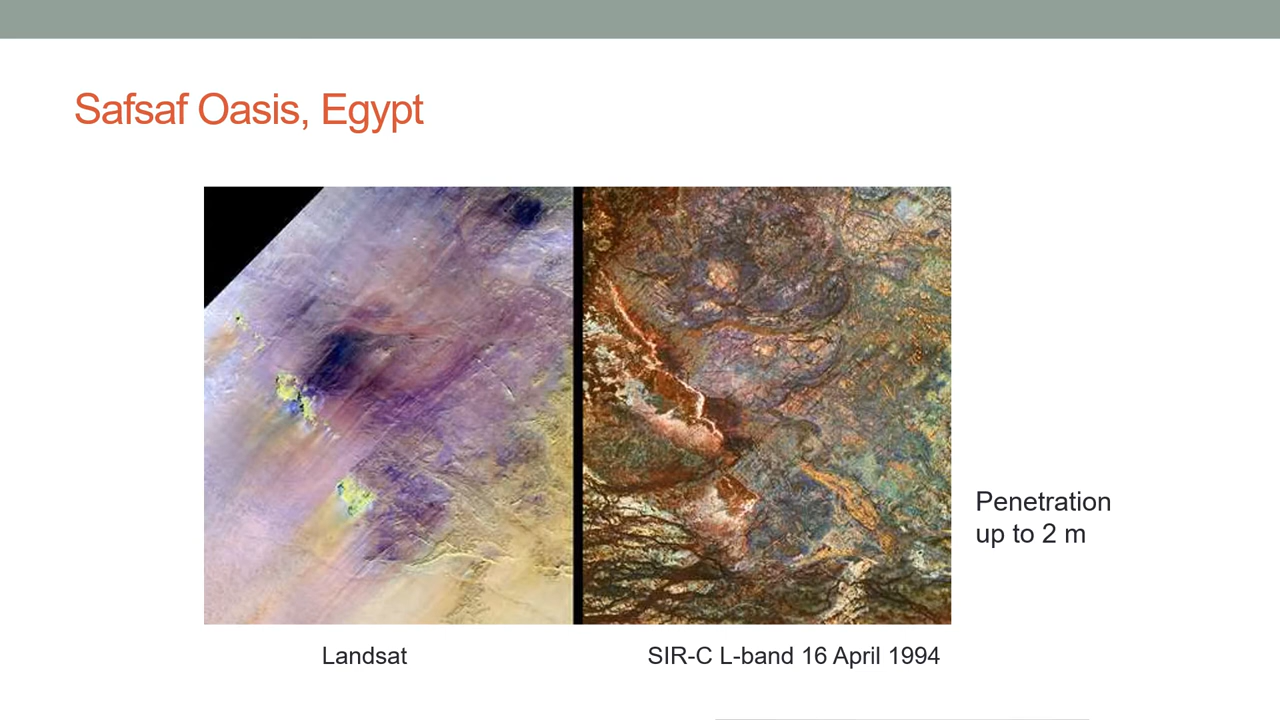 Safsaf Oasis, Egypt
Penetration
up to 2 m
Landsat
SIR-C L-band 16 April 1994